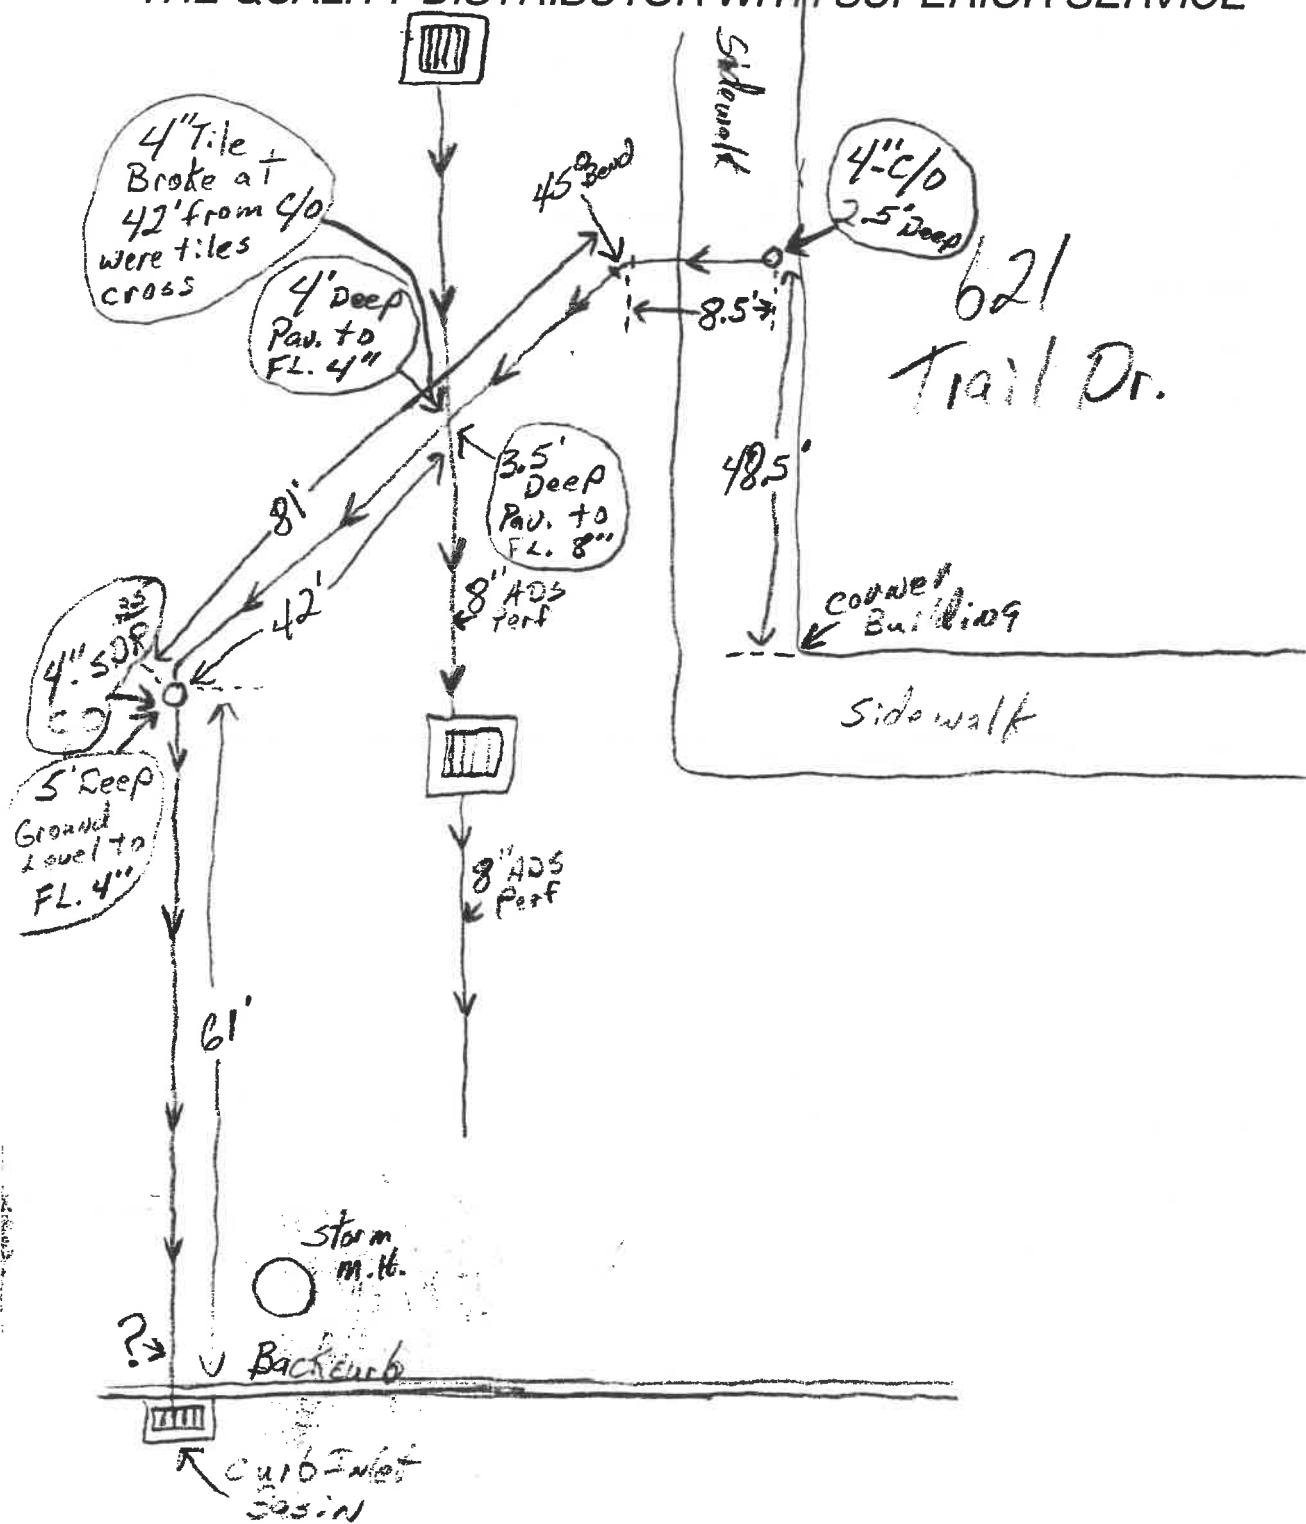 THE QUALITY DISTRIBUTOR WITH SUPERIOR SERVICE
Sidewalk
4" Tile
Broke at
42' from C/O
were tiles
cross
45° Bend
4"-C/O
2.5' Deep
621
Trail Dr.
4' Deep
Pav. to
FL. 4"
8.5'
48.5'
3.5'
Deep
Pav. to
FL. 8"
81'
42'
8" ADS
Perf
corner
Building
Sidewalk
4" SDR
CO
5' Deep
Ground
Level to
FL. 4"
8" ADS
Perf
61'
Storm
M.H.
?
Backcurb
Curb-Inlet
Basin